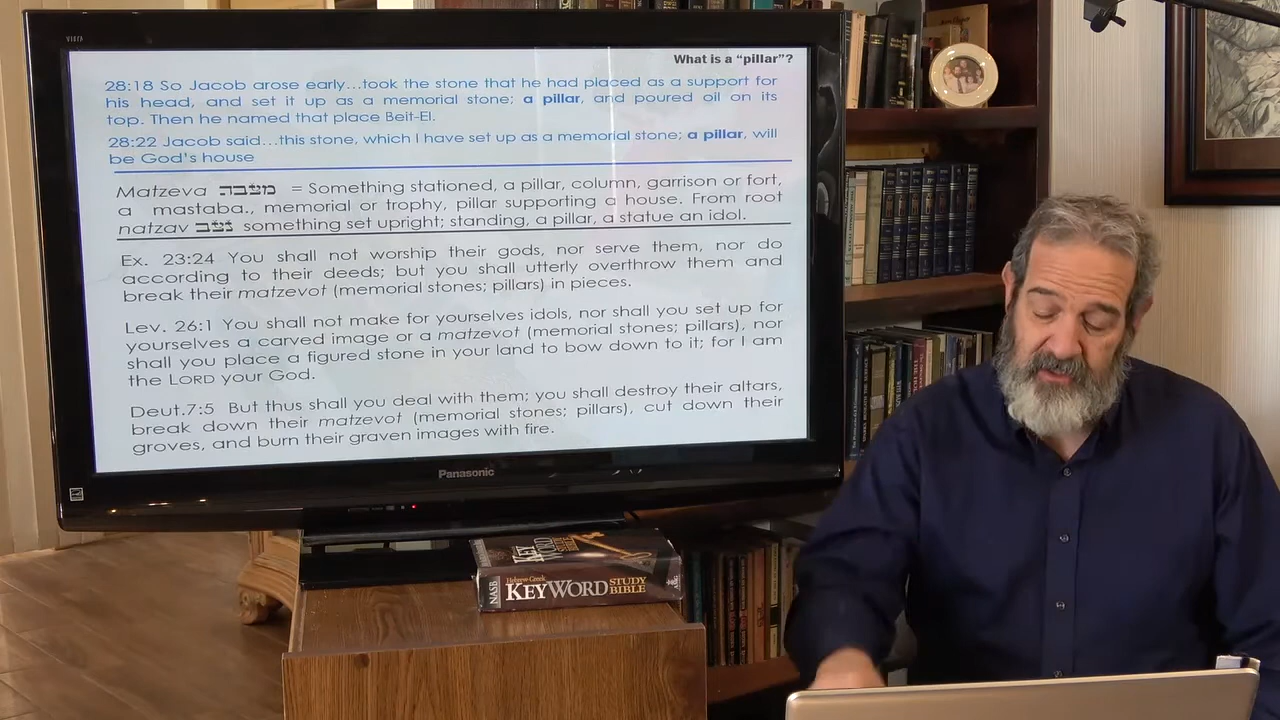 VIERA
What is a “pillar”?
28:18 So Jacob arose early...took the stone that he had placed as a support for
his head, and set it up as a memorial stone; a pillar, and poured oil on its
top. Then he named that place Beit-El.
28:22 Jacob said...this stone, which I have set up as a memorial stone; a pillar, will
be God's house
Matzeva מצבה = Something stationed, a pillar, column, garrison or fort,
a mastaba., memorial or trophy, pillar supporting a house. From root
natzav נצב something set upright; standing, a pillar, a statue an idol.
Ex. 23:24 You shall not worship their gods, nor serve them, nor do
according to their deeds; but you shall utterly overthrow them and
break their matzevot (memorial stones; pillars) in pieces.
Lev. 26:1 You shall not make for yourselves idols, nor shall you set up for
yourselves a carved image or a matzevot (memorial stones; pillars), nor
shall you place a figured stone in your land to bow down to it; for I am
the LORD your God.
Deut.7:5 But thus shall you deal with them; you shall destroy their altars,
break down their matzevot (memorial stones; pillars), cut down their
groves, and burn their graven images with fire.
Panasonic
KEY
WORD
NASB
Hebrew-Greek
KEY WORD STUDY
BIBLE
AMG